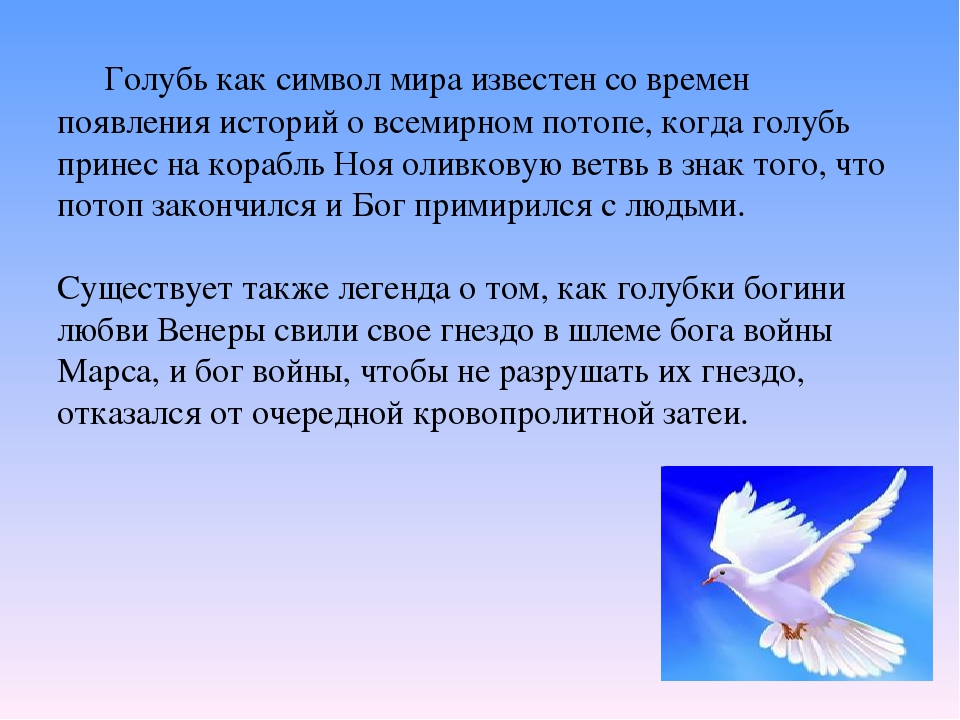 Голубь как символ мира известен со времен
появления историй о всемирном потопе, когда голубь
принес на корабль Ноя оливковую ветвь в знак того, что
потоп закончился и Бог примирился с людьми.
Существует также легенда о том, как голубки богини
любви Венеры свили свое гнездо в шлеме бога войны
Марса, и бог войны, чтобы не разрушать их гнездо,
отказался от очередной кровопролитной затеи.